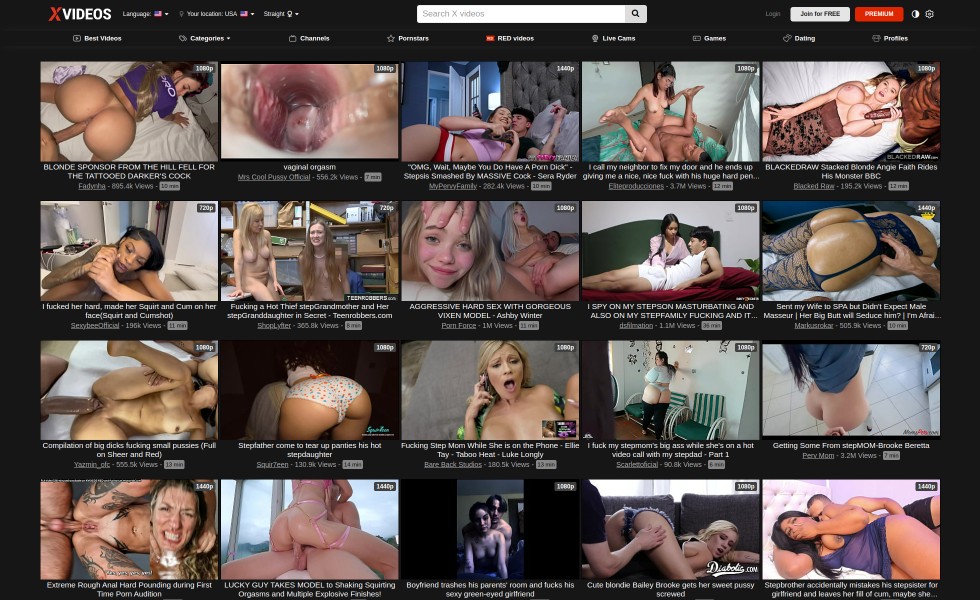 XVIDEOS
Language:
Your location: USA
Straight
Search X videos
Login
Join for FREE
PREMIUM
Best Videos
Categories
Channels
Pornstars
RED videos
Live Cams
Games
Dating
Profiles
1080p
1080p
1440p
1080p
1080p
BLACKEDRAW.COM
BLONDE SPONSOR FROM THE HILL FELL FOR
THE TATTOOED DARKER'S COCK
Fadynha - 895.4k Views - 10 min
vaginal orgasm
Mrs Cool Pussy Official - 556.2k Views - 7 min
"OMG, Wait, Maybe You Do Have A Porn Dick" -
Stepsis Smashed By MASSIVE Cock - Sera Ryder
MyPervyFamily - 282.4k Views - 10 min
I call my neighbor to fix my door and he ends up
giving me a nice, nice fuck with his huge hard pen...
Eliteproducciones - 3.7M Views - 12 min
BLACKEDRAW Stacked Blonde Angie Faith Rides
His Monster BBC
Blacked Raw - 195.2k Views - 12 min
720p
720p
1080p
1080p
1440p
TEENROBBERS.com
I fucked her hard, made her Squirt and Cum on her
face(Squirt and Cumshot)
SexybeeOfficial - 196k Views - 11 min
Fucking a Hot Thief stepGrandmother and Her
stepGranddaughter in Secret - Teenrobbers.com
ShopLyfter - 365.8k Views - 8 min
AGGRESSIVE HARD SEX WITH GORGEOUS
VIXEN MODEL - Ashby Winter
Porn Force - 1M Views - 11 min
I SPY ON MY STEPSON MASTURBATING AND
ALSO ON MY STEPFAMILY FUCKING AND IT...
dsfilmation - 1.1M Views - 36 min
Sent my Wife to SPA but Didn't Expect Male
Masseur | Her Big Butt will Seduce him? | I'm Afrai...
Markusrokar - 505.9k Views - 10 min
1080p
1080p
1080p
1080p
720p
Compilation of big dicks fucking small pussies (Full
on Sheer and Red)
Yazmin_ofc - 555.5k Views - 13 min
Stepfather come to tear up panties his hot
stepdaughter
Squir7een - 130.9k Views - 14 min
Fucking Step Mom While She is on the Phone - Ellie
Tay - Taboo Heat - Luke Longly
Bare Back Studios - 180.5k Views - 13 min
I fuck my stepmom's big ass while she's on a hot
video call with my stepdad - Part 1
Scarlettoficial - 90.8k Views - 6 min
Getting Some From stepMOM-Brooke Beretta
Perv Mom - 3.2M Views - 7 min
1440p
1440p
1080p
1080p
1440p
Diabolic.COM
Extreme Rough Anal Hard Pounding during First
Time Porn Audition
LUCKY GUY TAKES MODEL to Shaking Squirting
Orgasms and Multiple Explosive Finishes!
Boyfriend trashes his parents' room and fucks his
sexy green-eyed girlfriend
Cute blondie Bailey Brooke gets her sweet pussy
screwed
Stepbrother accidentally mistakes his stepsister for
girlfriend and leaves her fill of cum, maybe she...